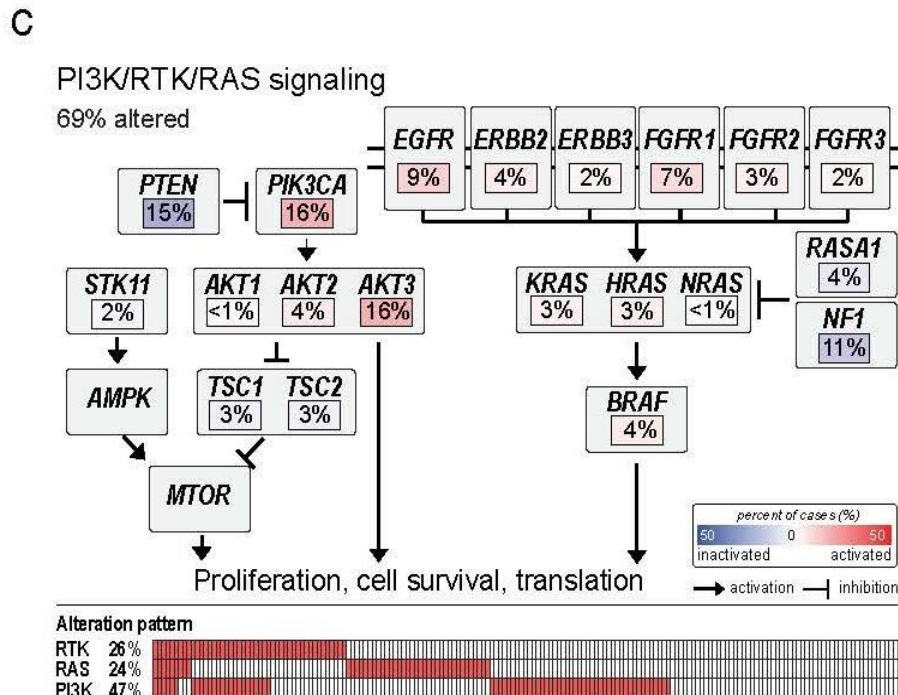 C
PI3K/RTK/RAS signaling
69% altered
EGFR ERBB2 ERBB3 FGFR1 FGFR2 FGFR3
9% 4% 2% 7% 3% 2%
PTEN PIK3CA
15% 16%
RASA1
4%
STK11 AKT1 AKT2 AKT3 KRAS HRAS NRAS
2% <1% 4% 16% 3% 3% <1%
NF1
11%
AMPK TSC1 TSC2 BRAF
3% 3% 4%
MTOR
percent of cases (%)
50 0 50
inactivated activated
Proliferation, cell survival, translation
activation inhibition
Alteration pattern
RTK 26%
RAS 24%
PI3K 47%